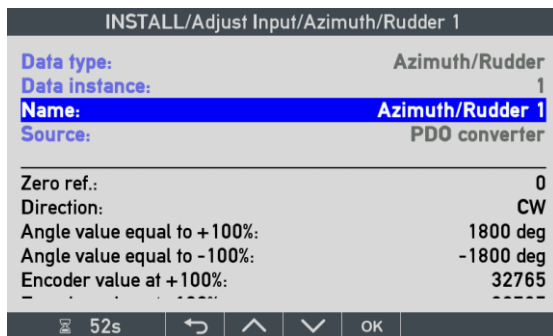 INSTALL/Adjust Input/Azimuth/Rudder 1
Data type: Azimuth/Rudder
Data instance: 1
Name: Azimuth/Rudder 1
Source: PDO converter
Zero ref.: 0
Direction: CW
Angle value equal to +100%: 1800 deg
Angle value equal to -100%: -1800 deg
Encoder value at +100%: 32765
52s OK